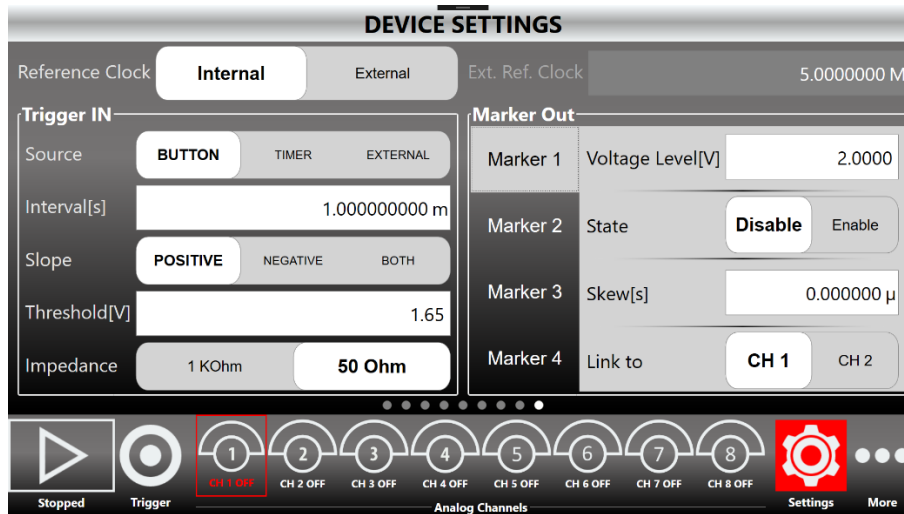 DEVICE SETTINGS
Reference Clock Internal External Ext. Ref. Clock 5.0000000 M
Trigger IN
Source BUTTON TIMER EXTERNAL
Interval[s] 1.000000000 m
Slope POSITIVE NEGATIVE BOTH
Threshold[V] 1.65
Impedance 1 KOhm 50 Ohm
Marker Out
Marker 1
Marker 2
Marker 3
Marker 4
Voltage Level[V] 2.0000
State Disable Enable
Skew[s] 0.000000 µ
Link to CH 1 CH 2
1 2 3 4 5 6 7 8
CH 1 OFF CH 2 OFF CH 3 OFF CH 4 OFF CH 5 OFF CH 6 OFF CH 7 OFF CH 8 OFF
Stopped Trigger Analog Channels Settings More